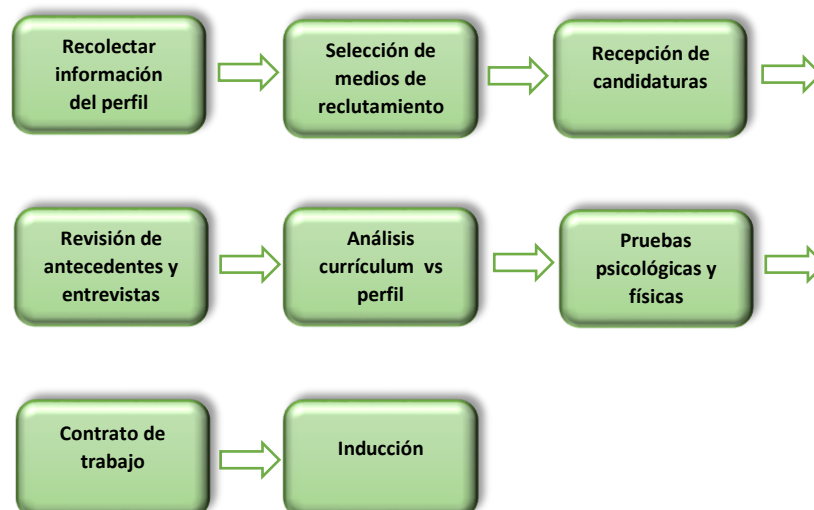 Recolectar
información
del perfil
Selección de
medios de
reclutamiento
Recepción de
candidaturas
Revisión de
antecedentes y
entrevistas
Análisis
currículum vs
perfil
Pruebas
psicológicas y
físicas
Contrato de
trabajo
Inducción